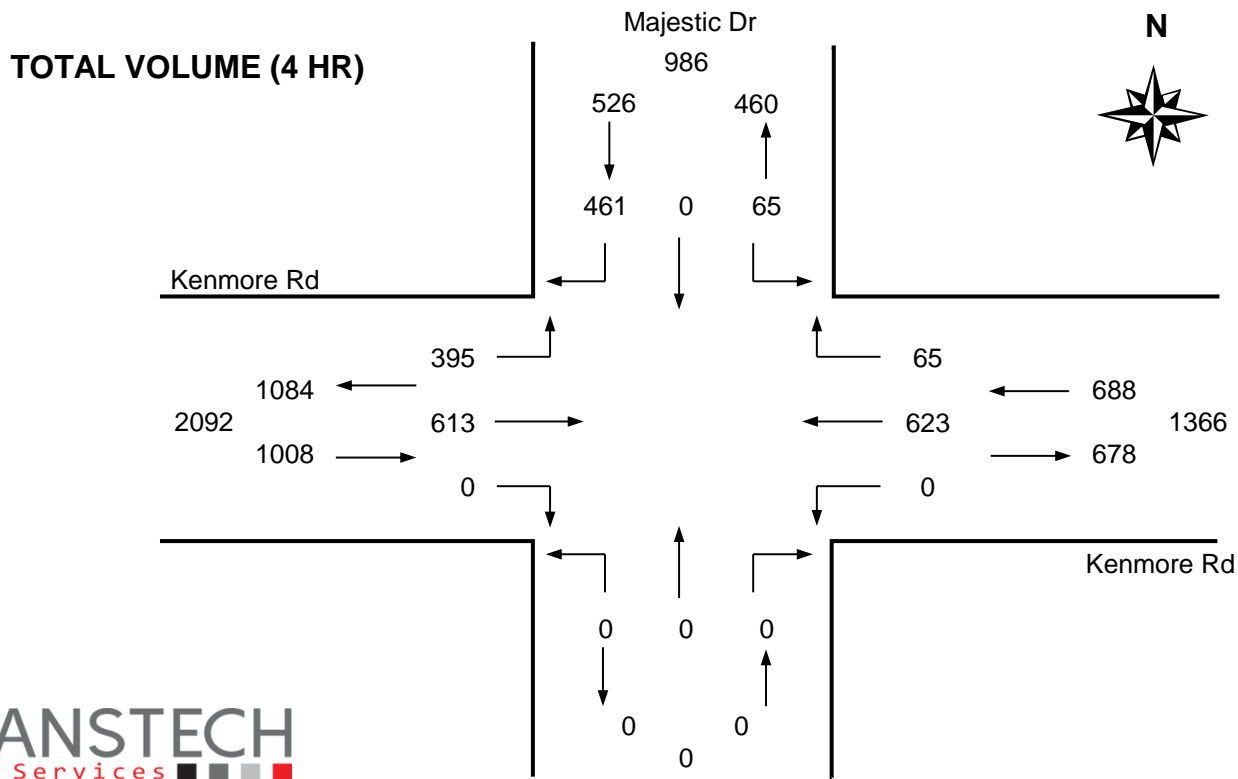 Majestic Dr
N
TOTAL VOLUME (4 HR)
986
526 460
461 0 65
Kenmore Rd
395 65
1084 688
2092 613 623 1366
1008 678
0 0
Kenmore Rd
0 0 0
0 0
0
ANSTECH
Services